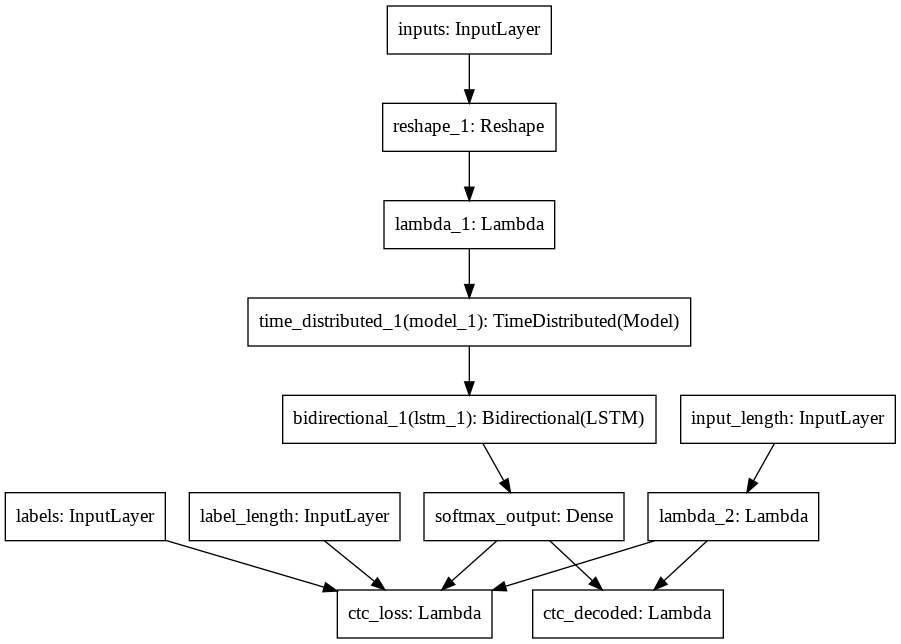 inputs: InputLayer
reshape_1: Reshape
lambda_1: Lambda
time_distributed_1(model_1): TimeDistributed(Model)
bidirectional_1(lstm_1): Bidirectional(LSTM)
input_length: InputLayer
labels: InputLayer
label_length: InputLayer
softmax_output: Dense
lambda_2: Lambda
ctc_loss: Lambda
ctc_decoded: Lambda